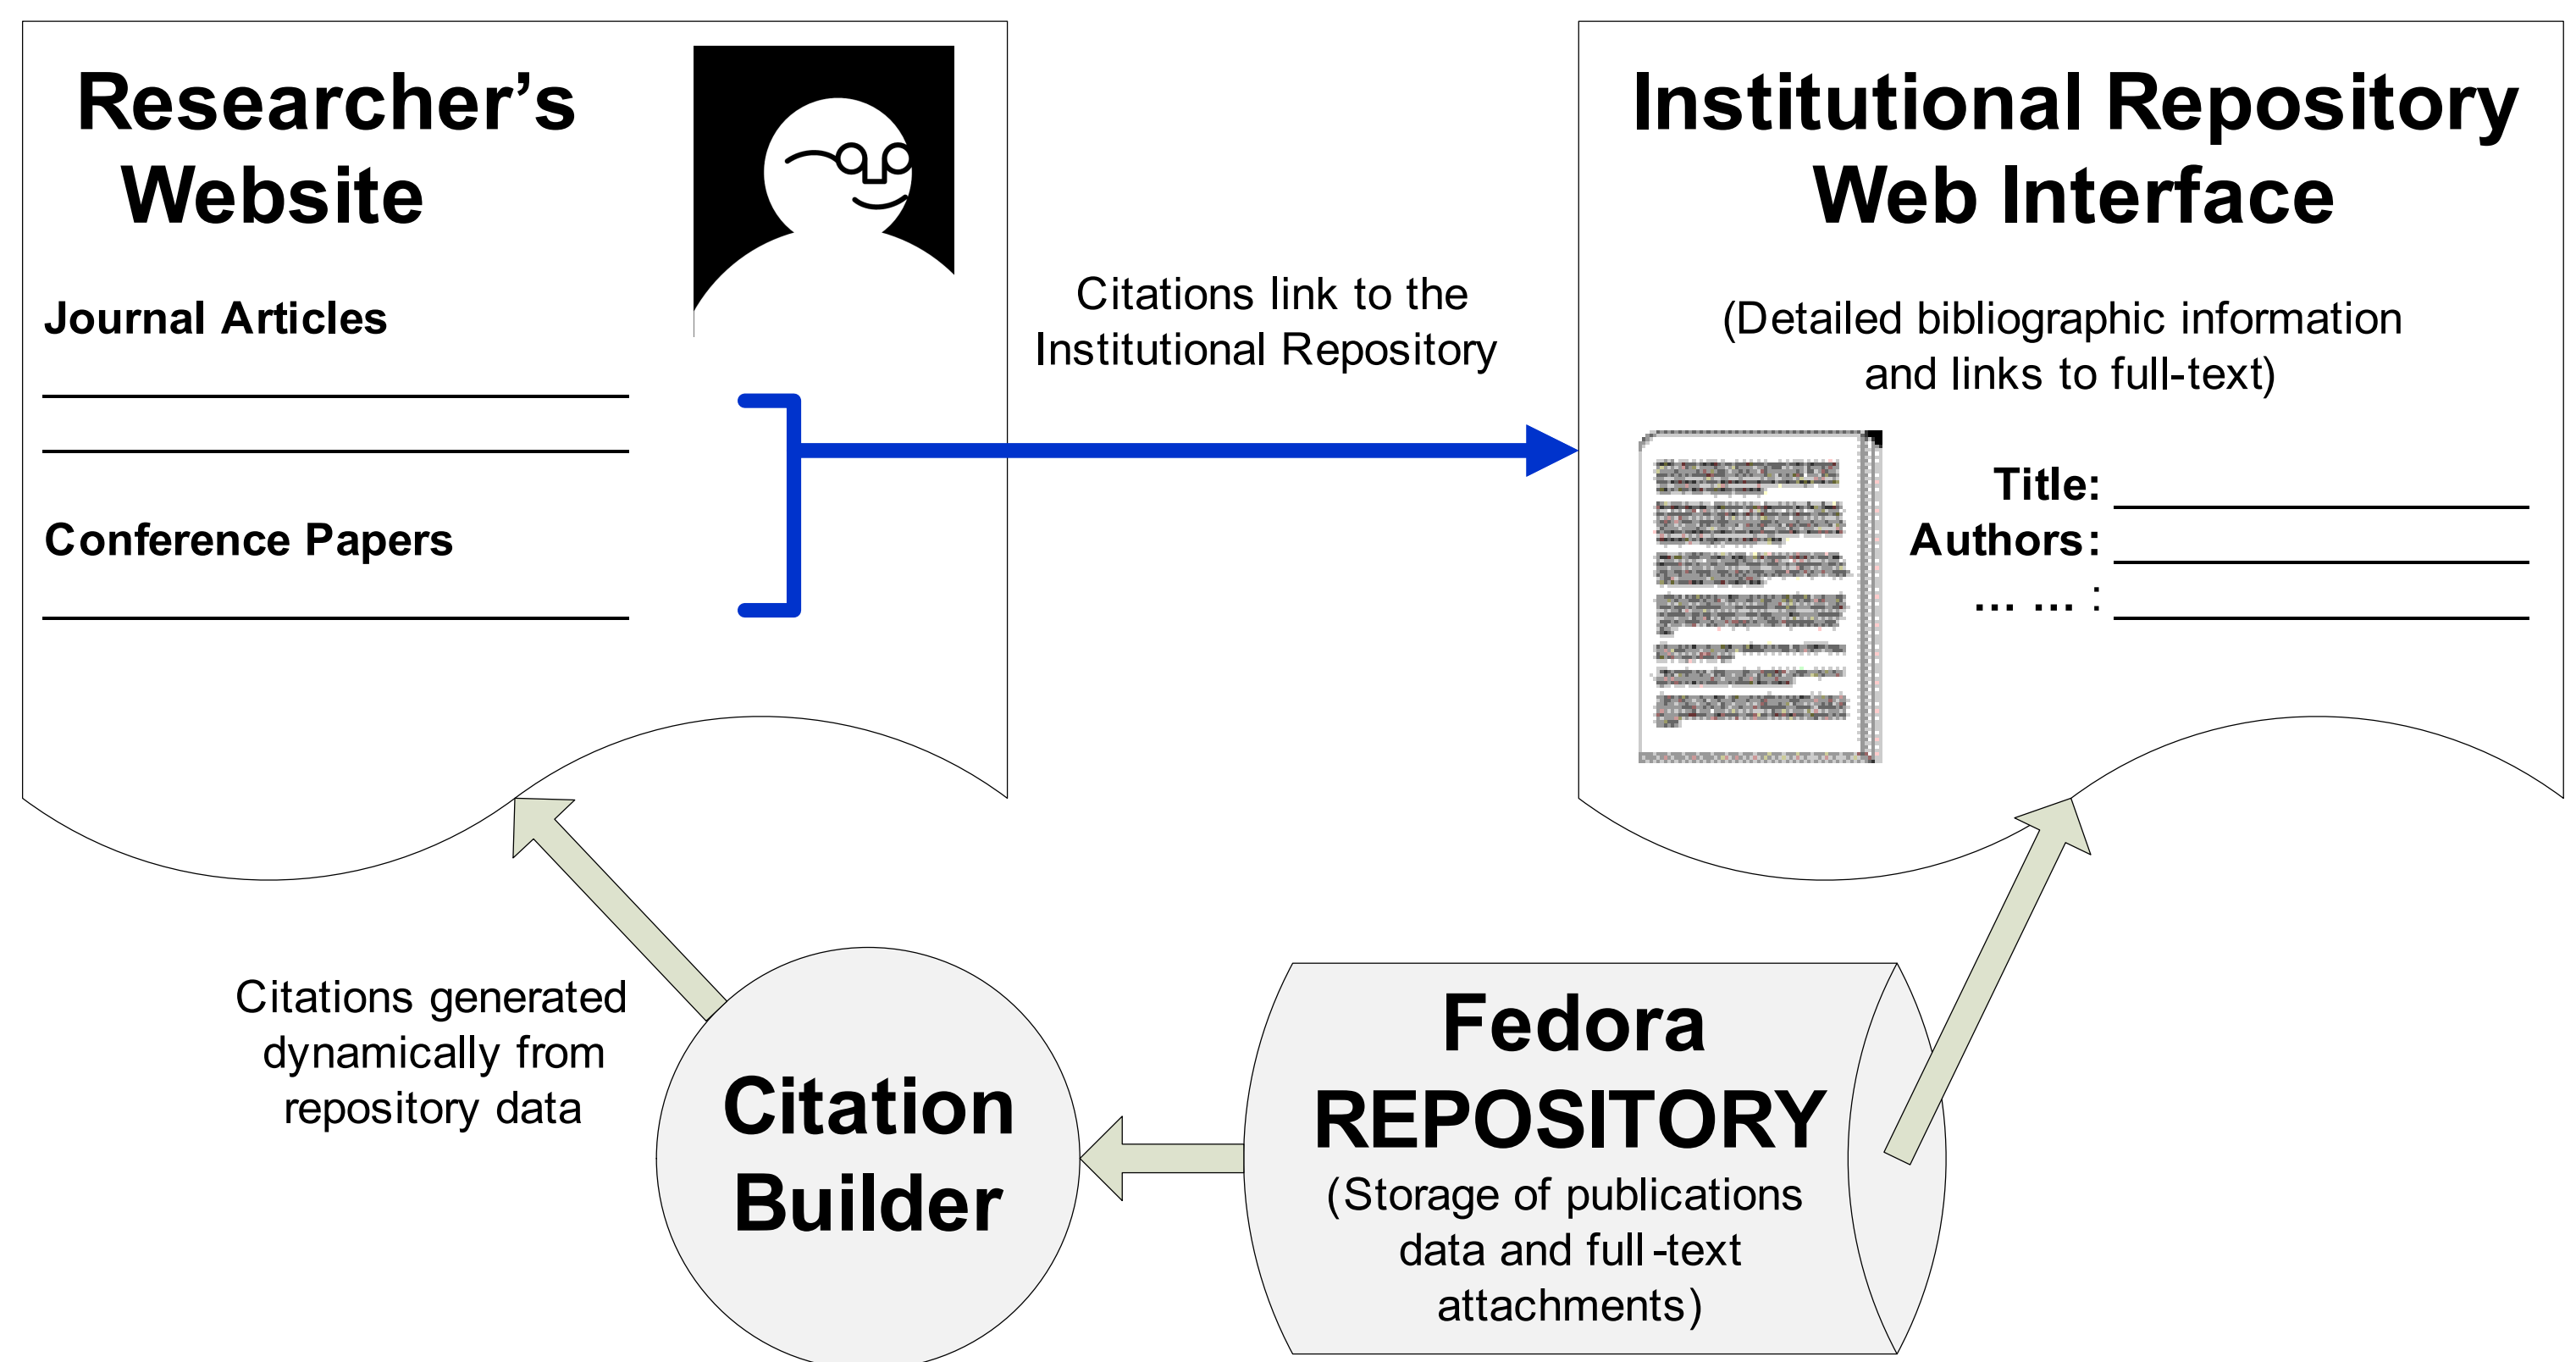 Researcher’s
Website
Journal Articles
Conference Papers
Citations link to the
Institutional Repository
Institutional Repository
Web Interface
(Detailed bibliographic information
and links to full-text)
Title:
Authors:
... ... :
Citations generated
dynamically from
repository data
Citation
Builder
Fedora
REPOSITORY
(Storage of publications
data and full-text
attachments)